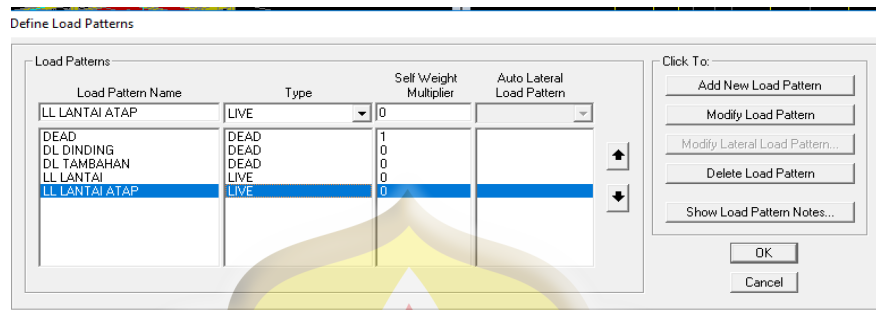 Define Load Patterns
Load Patterns
Click To:
Load Pattern Name Type Self Weight Multiplier Auto Lateral Load Pattern
LL LANTAI ATAP LIVE 0
DEAD DEAD 1
DL DINDING DEAD 0
DL TAMBAHAN DEAD 0
LL LANTAI LIVE 0
LL LANTAI ATAP LIVE 0
Add New Load Pattern
Modify Load Pattern
Modify Lateral Load Pattern...
Delete Load Pattern
Show Load Pattern Notes...
OK
Cancel